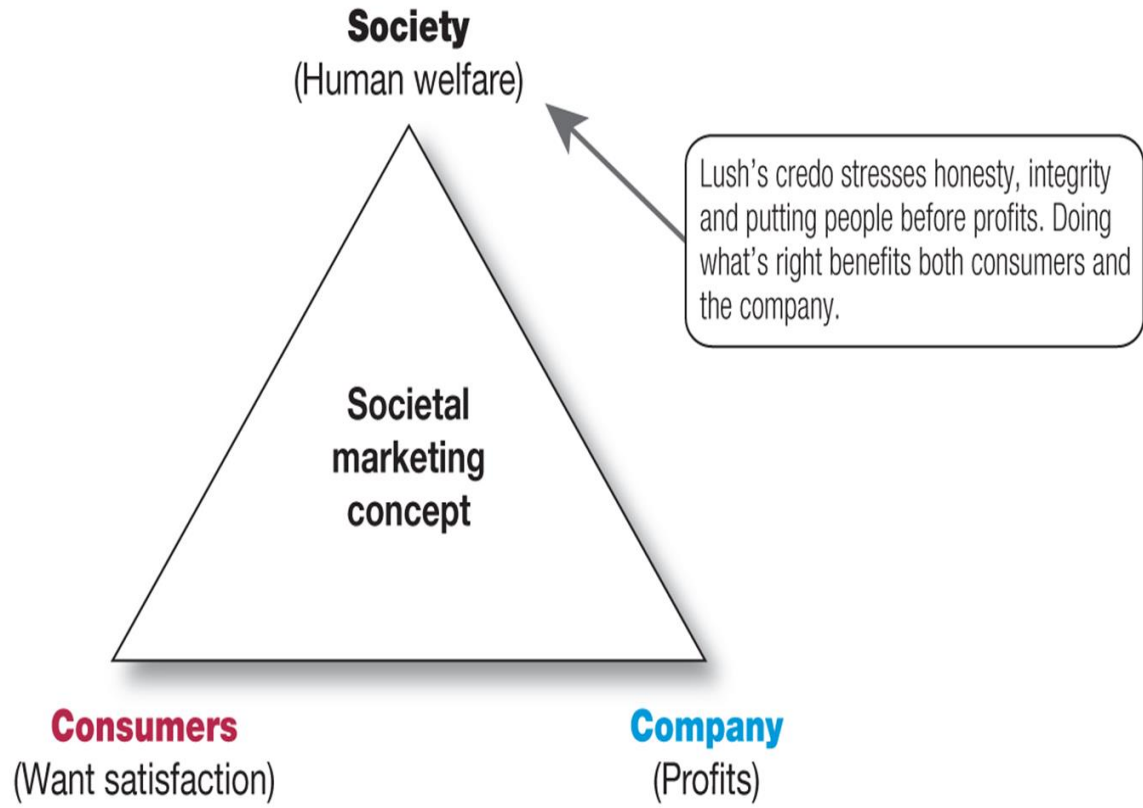 Society
(Human welfare)
Lush's credo stresses honesty, integrity
and putting people before profits. Doing
what's right benefits both consumers and
the company.
Societal
marketing
concept
Consumers
(Want satisfaction)
Company
(Profits)